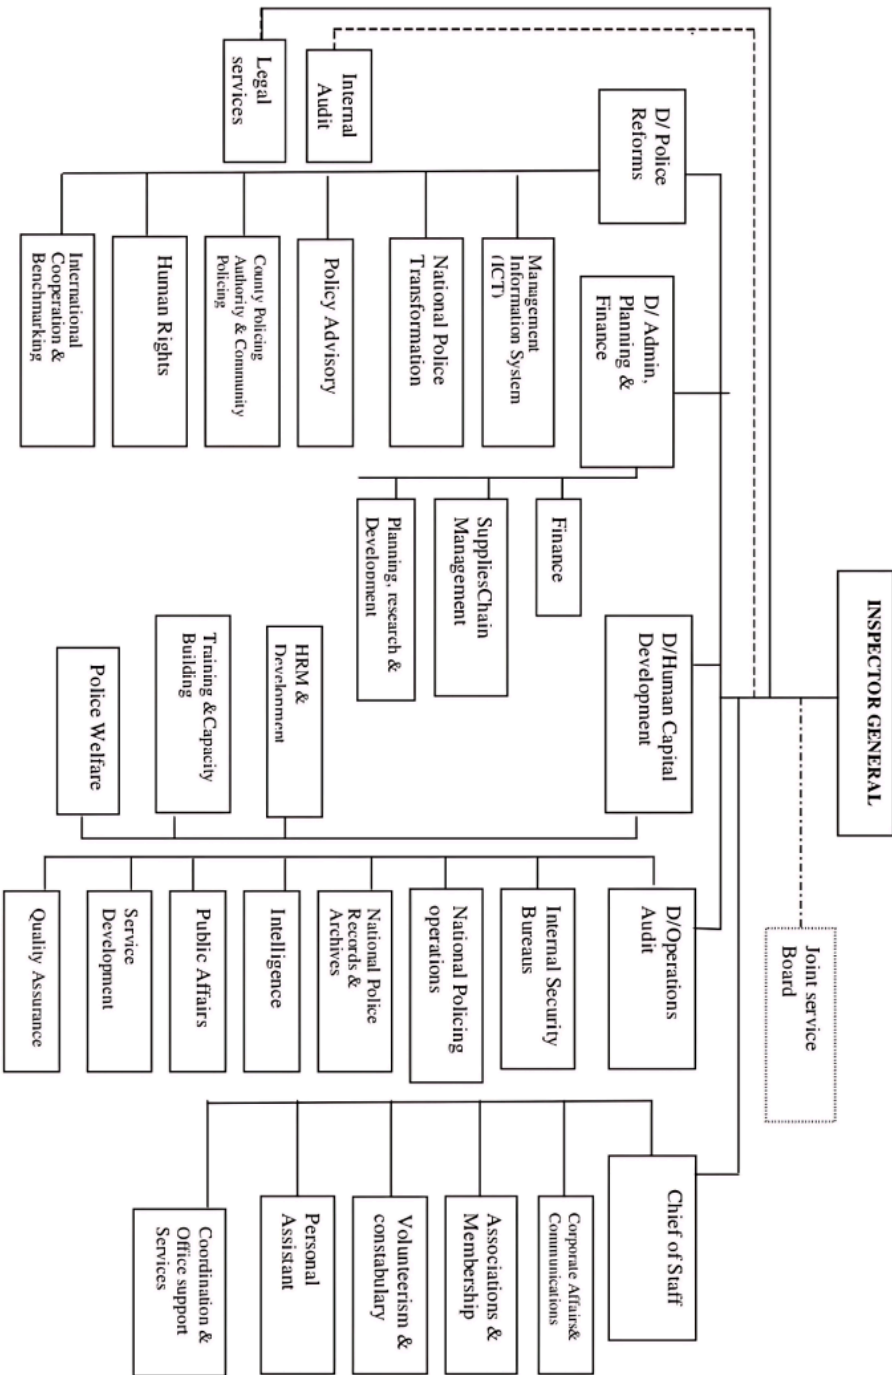 INSPECTOR GENERAL
Joint service
Board
Legal
services
Internal
Audit
D/ Police
Reforms
Management
Information System
(ICT)
National Police
Transformation
Policy Advisory
County Policing
Authority & Community
Policing
Human Rights
International
Cooperation &
Benchmarking
D/ Admin,
Planning &
Finance
Finance
SuppliesChain
Management
Planning, research &
Development
D/Human Capital
Development
HRM &
Development
Training &Capacity
Building
Police Welfare
D/Operations
Audit
Internal Security
Bureaus
National Policing
operations
National Police
Records &
Archives
Intelligence
Public Affairs
Service
Development
Quality Assurance
Chief of Staff
Corporate Affairs&
Communications
Associations &
Membership
Volunteerism &
constabulary
Personal
Assistant
Coordination &
Office support
Services